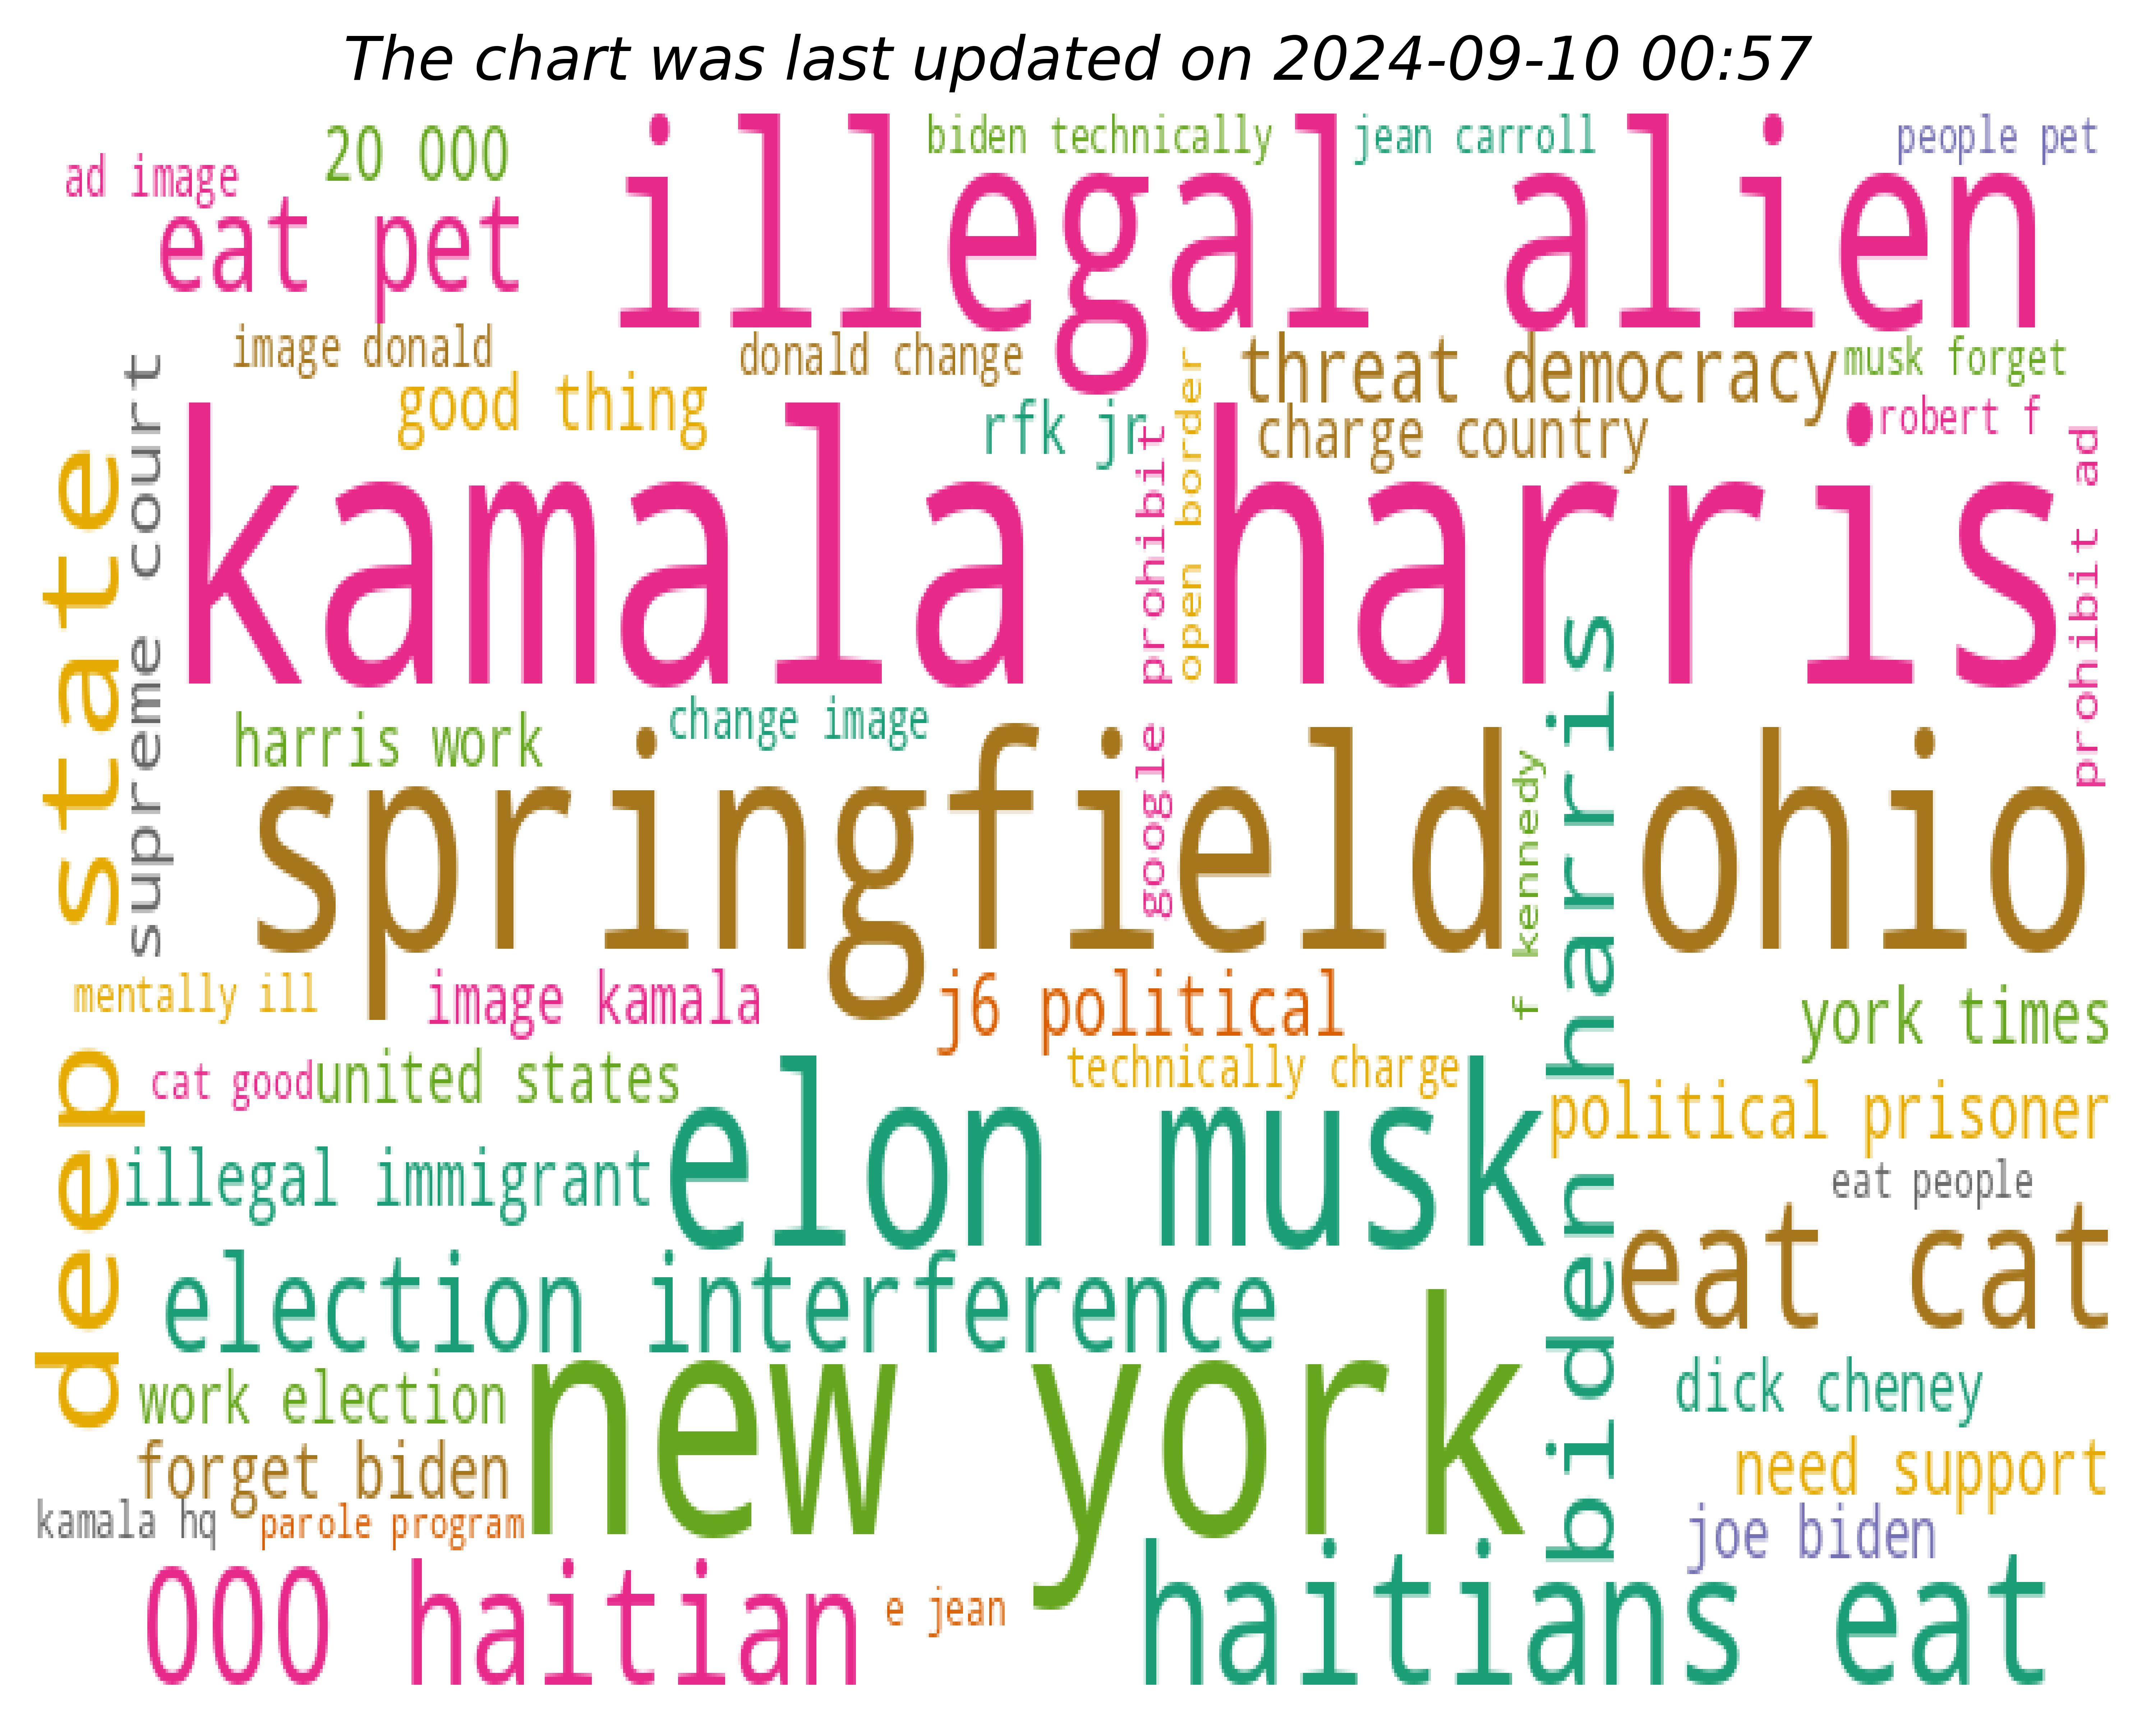 The chart was last updated on 2024-09-10 00:57
biden technically
jean carroll
people pet
20 000
ad image
illegal alien
eat pet
image donald
donald change
threat democracy
musk forget
good thing
rfk jr
charge country
robert f
supreme court
deep state
google prohibit
open border
prohibit ad
kamala harris
harris work
change image
springfield ohio
f kennedy
biden harris
mentally ill
image kamala
j6 political
york times
cat good
united states
technically charge
elon musk
political prisoner
illegal immigrant
eat people
eat cat
election interference
work election
new york
dick cheney
forget biden
need support
kamala hq
parole program
joe biden
000 haitian
e jean
haitians eat